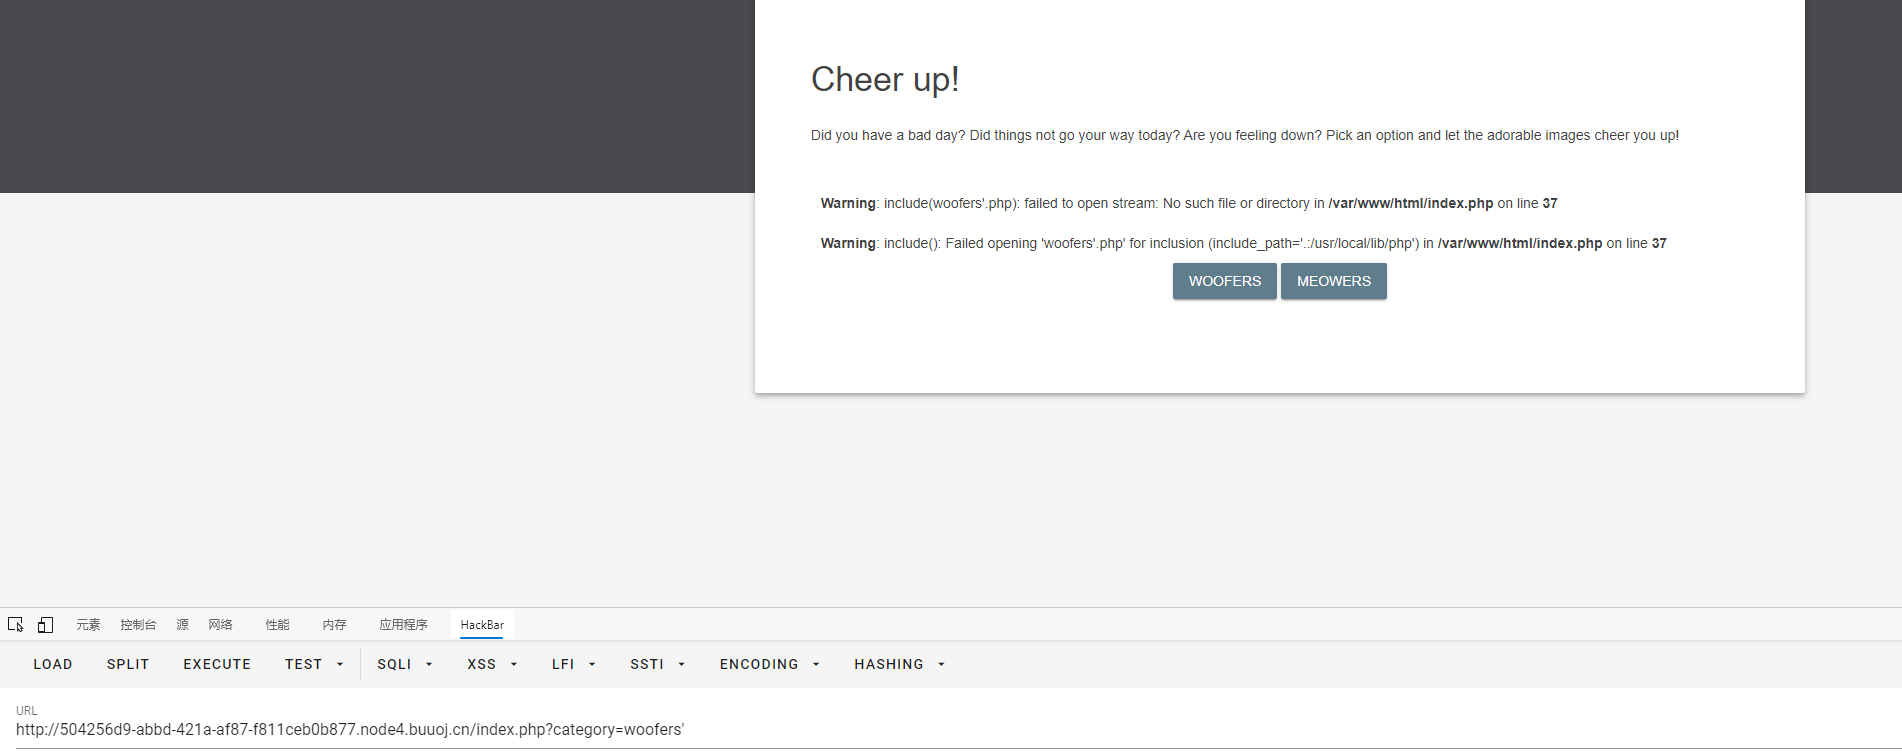 Cheer up!
Did you have a bad day? Did things not go your way today? Are you feeling down? Pick an option and let the adorable images cheer you up!
Warning: include(woofers'.php): failed to open stream: No such file or directory in /var/www/html/index.php on line 37
Warning: include(): Failed opening 'woofers'.php' for inclusion (include_path='.:/usr/local/lib/php') in /var/www/html/index.php on line 37
WOOFERS MEOWERS
元素 控制台 源 网络 性能 内存 应用程序 HackBar
LOAD SPLIT EXECUTE TEST SQLI XSS LFI SSTI ENCODING HASHING
URL
http://504256d9-abbd-421a-af87-f811ceb0b877.node4.buuoj.cn/index.php?category=woofers'